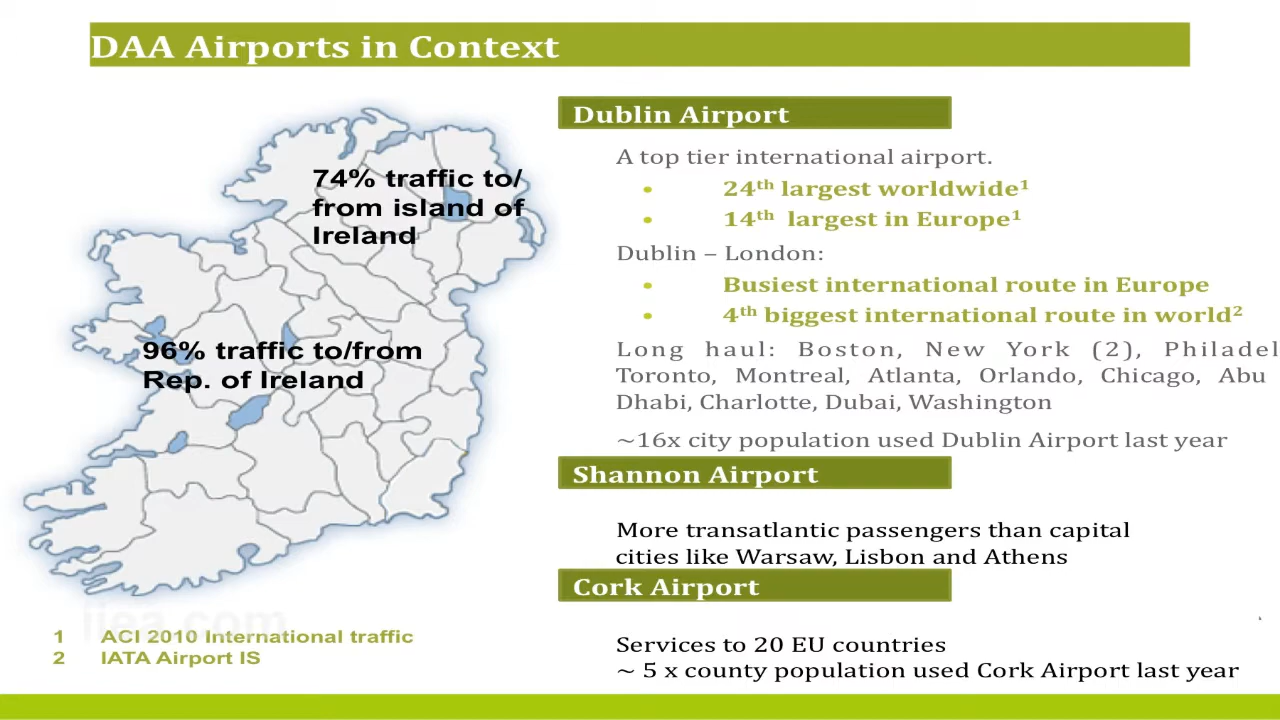 DAA Airports in Context
74% traffic to/
from island of
Ireland
96% traffic to/from
Rep. of Ireland
1 ACI 2010 International traffic
2 IATA Airport IS
Dublin Airport
A top tier international airport.
• 24th largest worldwide1
• 14th largest in Europe1
Dublin – London:
• Busiest international route in Europe
• 4th biggest international route in world2
Long haul: Boston, New York (2), Philadel
Toronto, Montreal, Atlanta, Orlando, Chicago, Abu
Dhabi, Charlotte, Dubai, Washington
~16x city population used Dublin Airport last year
Shannon Airport
More transatlantic passengers than capital
cities like Warsaw, Lisbon and Athens
Cork Airport
Services to 20 EU countries
~ 5 x county population used Cork Airport last year
iiea.com